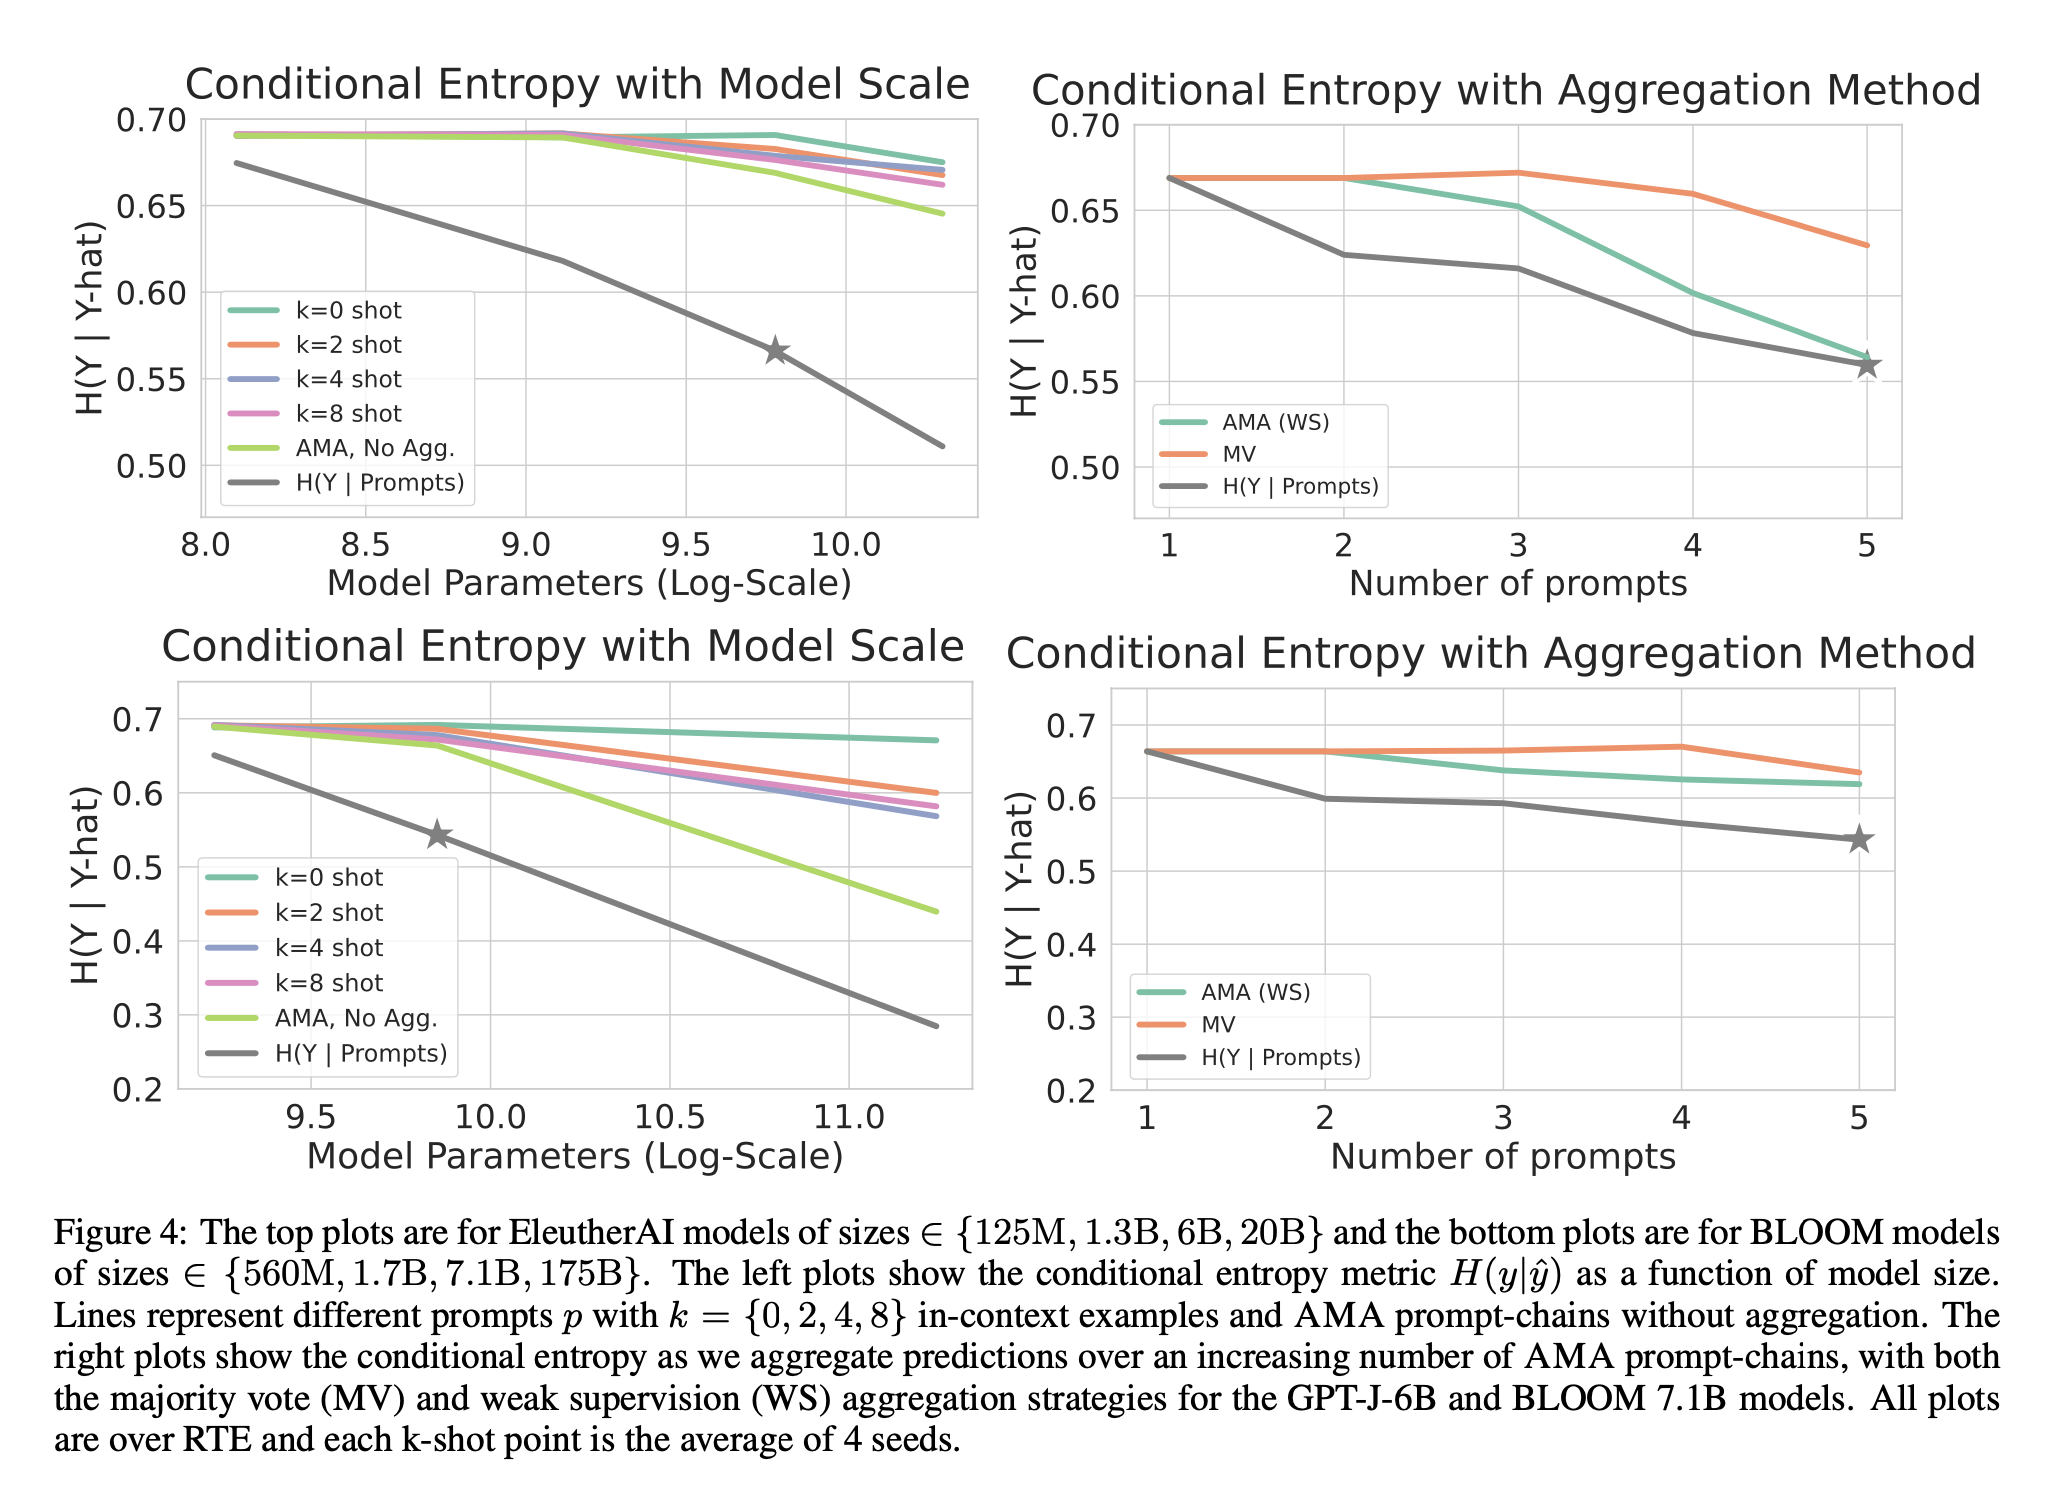 Conditional Entropy with Model Scale
0.70
0.65
0.60
0.55
0.50
H(Y | Y-hat)
k=0 shot
k=2 shot
k=4 shot
k=8 shot
AMA, No Agg.
H(Y | Prompts)
8.0 8.5 9.0 9.5 10.0
Model Parameters (Log-Scale)
Conditional Entropy with Aggregation Method
0.70
0.65
0.60
0.55
0.50
H(Y | Y-hat)
AMA (WS)
MV
H(Y | Prompts)
1 2 3 4 5
Number of prompts
Conditional Entropy with Model Scale
0.7
0.6
0.5
0.4
0.3
0.2
H(Y | Y-hat)
k=0 shot
k=2 shot
k=4 shot
k=8 shot
AMA, No Agg.
H(Y | Prompts)
9.5 10.0 10.5 11.0
Model Parameters (Log-Scale)
Conditional Entropy with Aggregation Method
0.7
0.6
0.5
0.4
0.3
0.2
H(Y | Y-hat)
AMA (WS)
MV
H(Y | Prompts)
1 2 3 4 5
Number of prompts
Figure 4: The top plots are for EleutherAI models of sizes ∈ {125M, 1.3B, 6B, 20B} and the bottom plots are for BLOOM models
of sizes ∈ {560M, 1.7B, 7.1B, 175B}. The left plots show the conditional entropy metric H(y|ŷ) as a function of model size.
Lines represent different prompts p with k = {0, 2, 4, 8} in-context examples and AMA prompt-chains without aggregation. The
right plots show the conditional entropy as we aggregate predictions over an increasing number of AMA prompt-chains, with both
the majority vote (MV) and weak supervision (WS) aggregation strategies for the GPT-J-6B and BLOOM 7.1B models. All plots
are over RTE and each k-shot point is the average of 4 seeds.